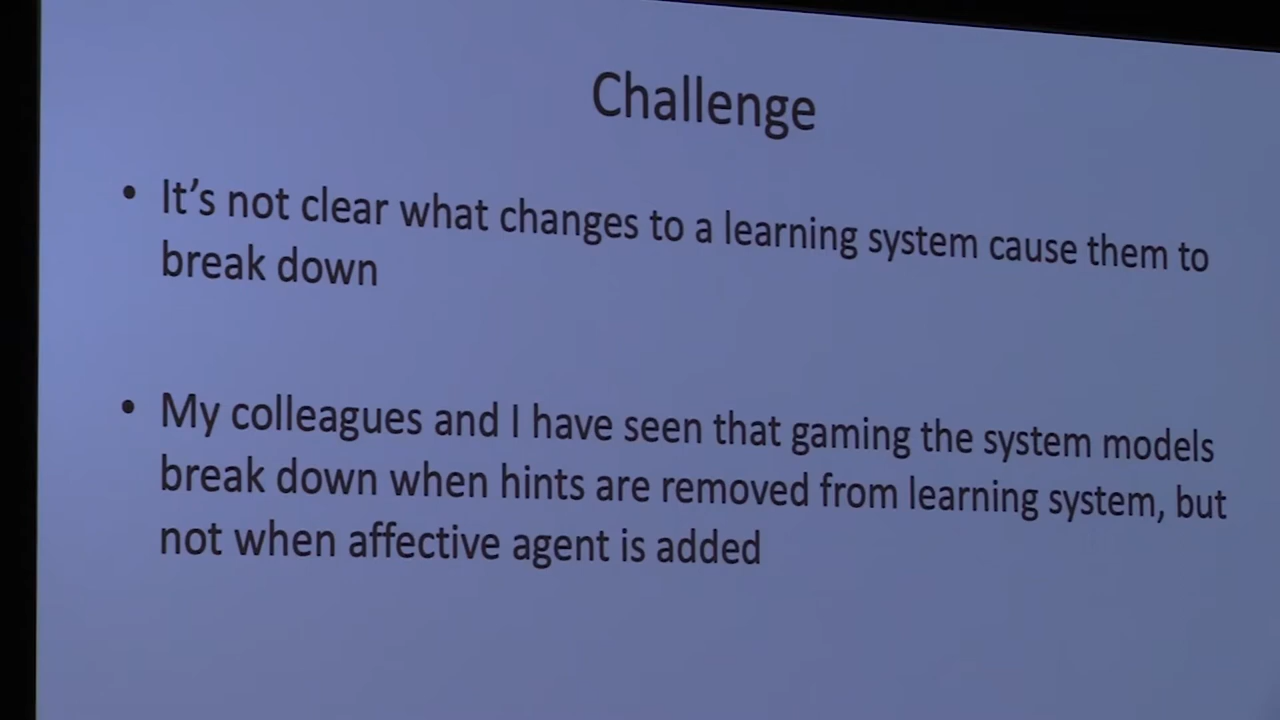 Challenge
• It's not clear what changes to a learning system cause them to
break down
• My colleagues and I have seen that gaming the system models
break down when hints are removed from learning system, but
not when affective agent is added